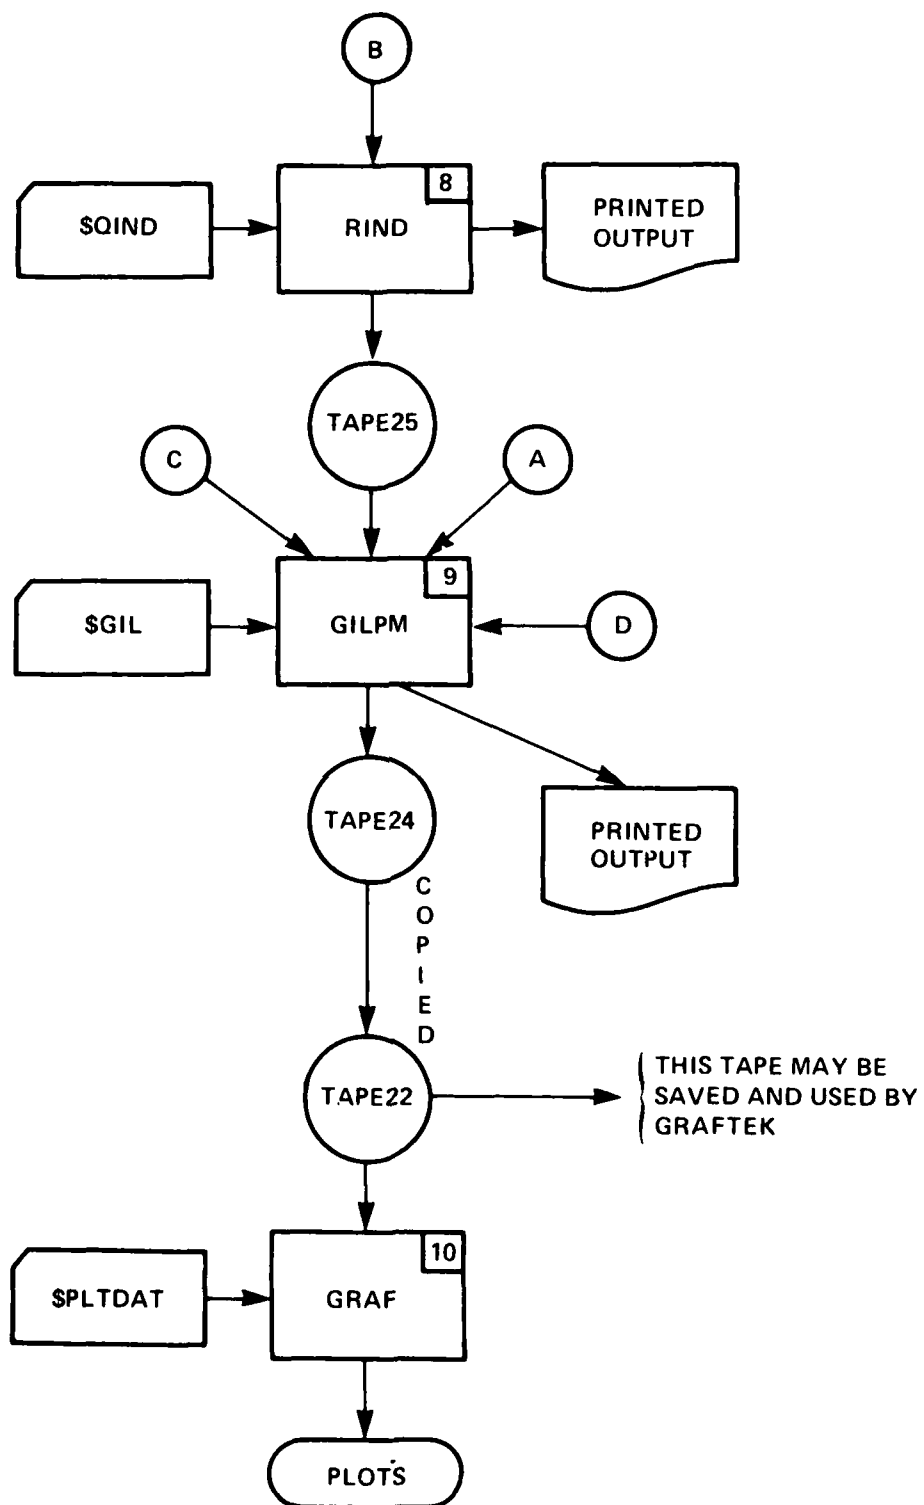 B
8
$QIND
RIND
PRINTED
OUTPUT
TAPE25
C
A
9
$GIL
GILPM
D
TAPE24
PRINTED
OUTPUT
COPIED
TAPE22
THIS TAPE MAY BE
SAVED AND USED BY
GRAFTEK
10
$PLTDAT
GRAF
PLOTS